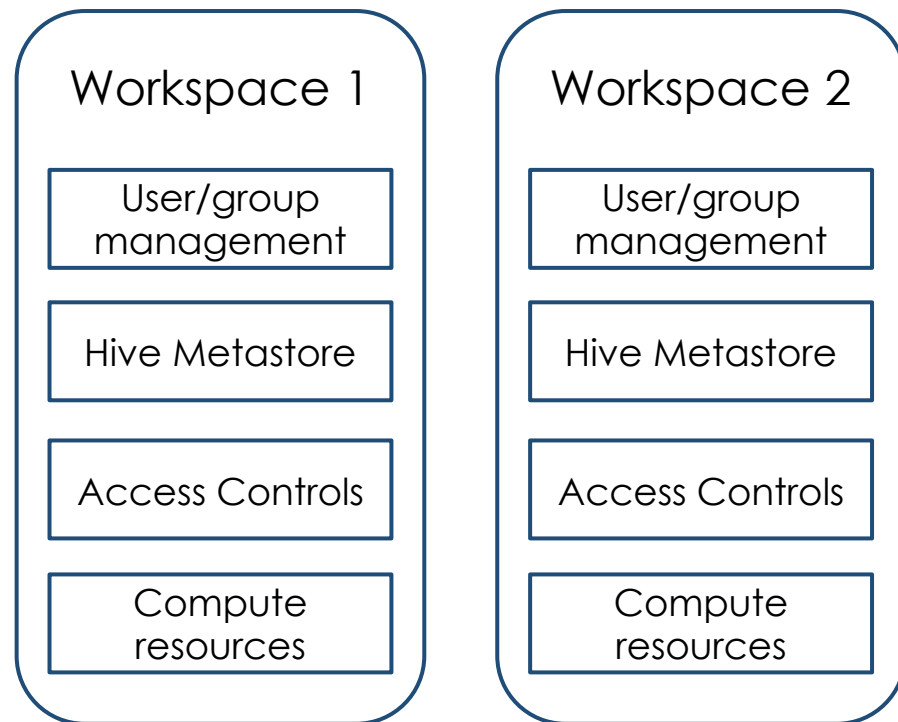 Workspace 1
User/group
management
Hive Metastore
Access Controls
Compute
resources
Workspace 2
User/group
management
Hive Metastore
Access Controls
Compute
resources